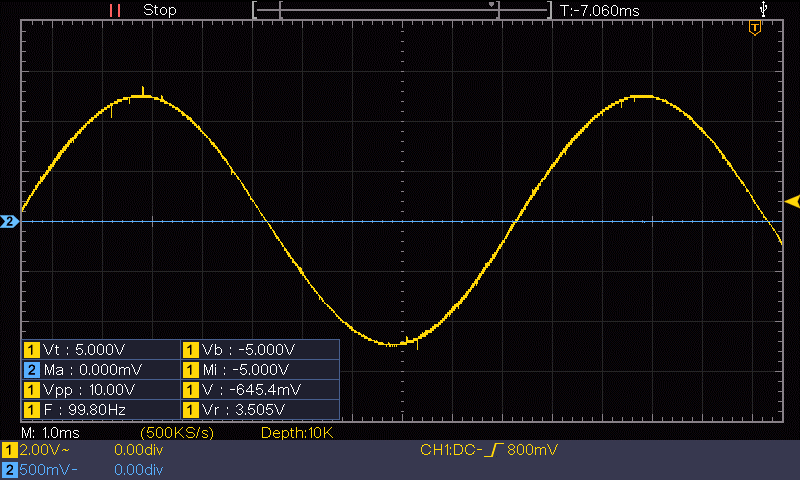 Stop T:-7.060ms
T
2
1 Vt : 5.000V 1 Vb : -5.000V
2 Ma : 0.000mV 1 Mi : -5.000V
1 Vpp : 10.00V 1 V : -645.4mV
1 F : 99.80Hz 1 Vr : 3.505V
M: 1.0ms (500KS/s) Depth:10K
1 2.00V~ 0.00div CH1:DC- 800mV
2 500mV- 0.00div